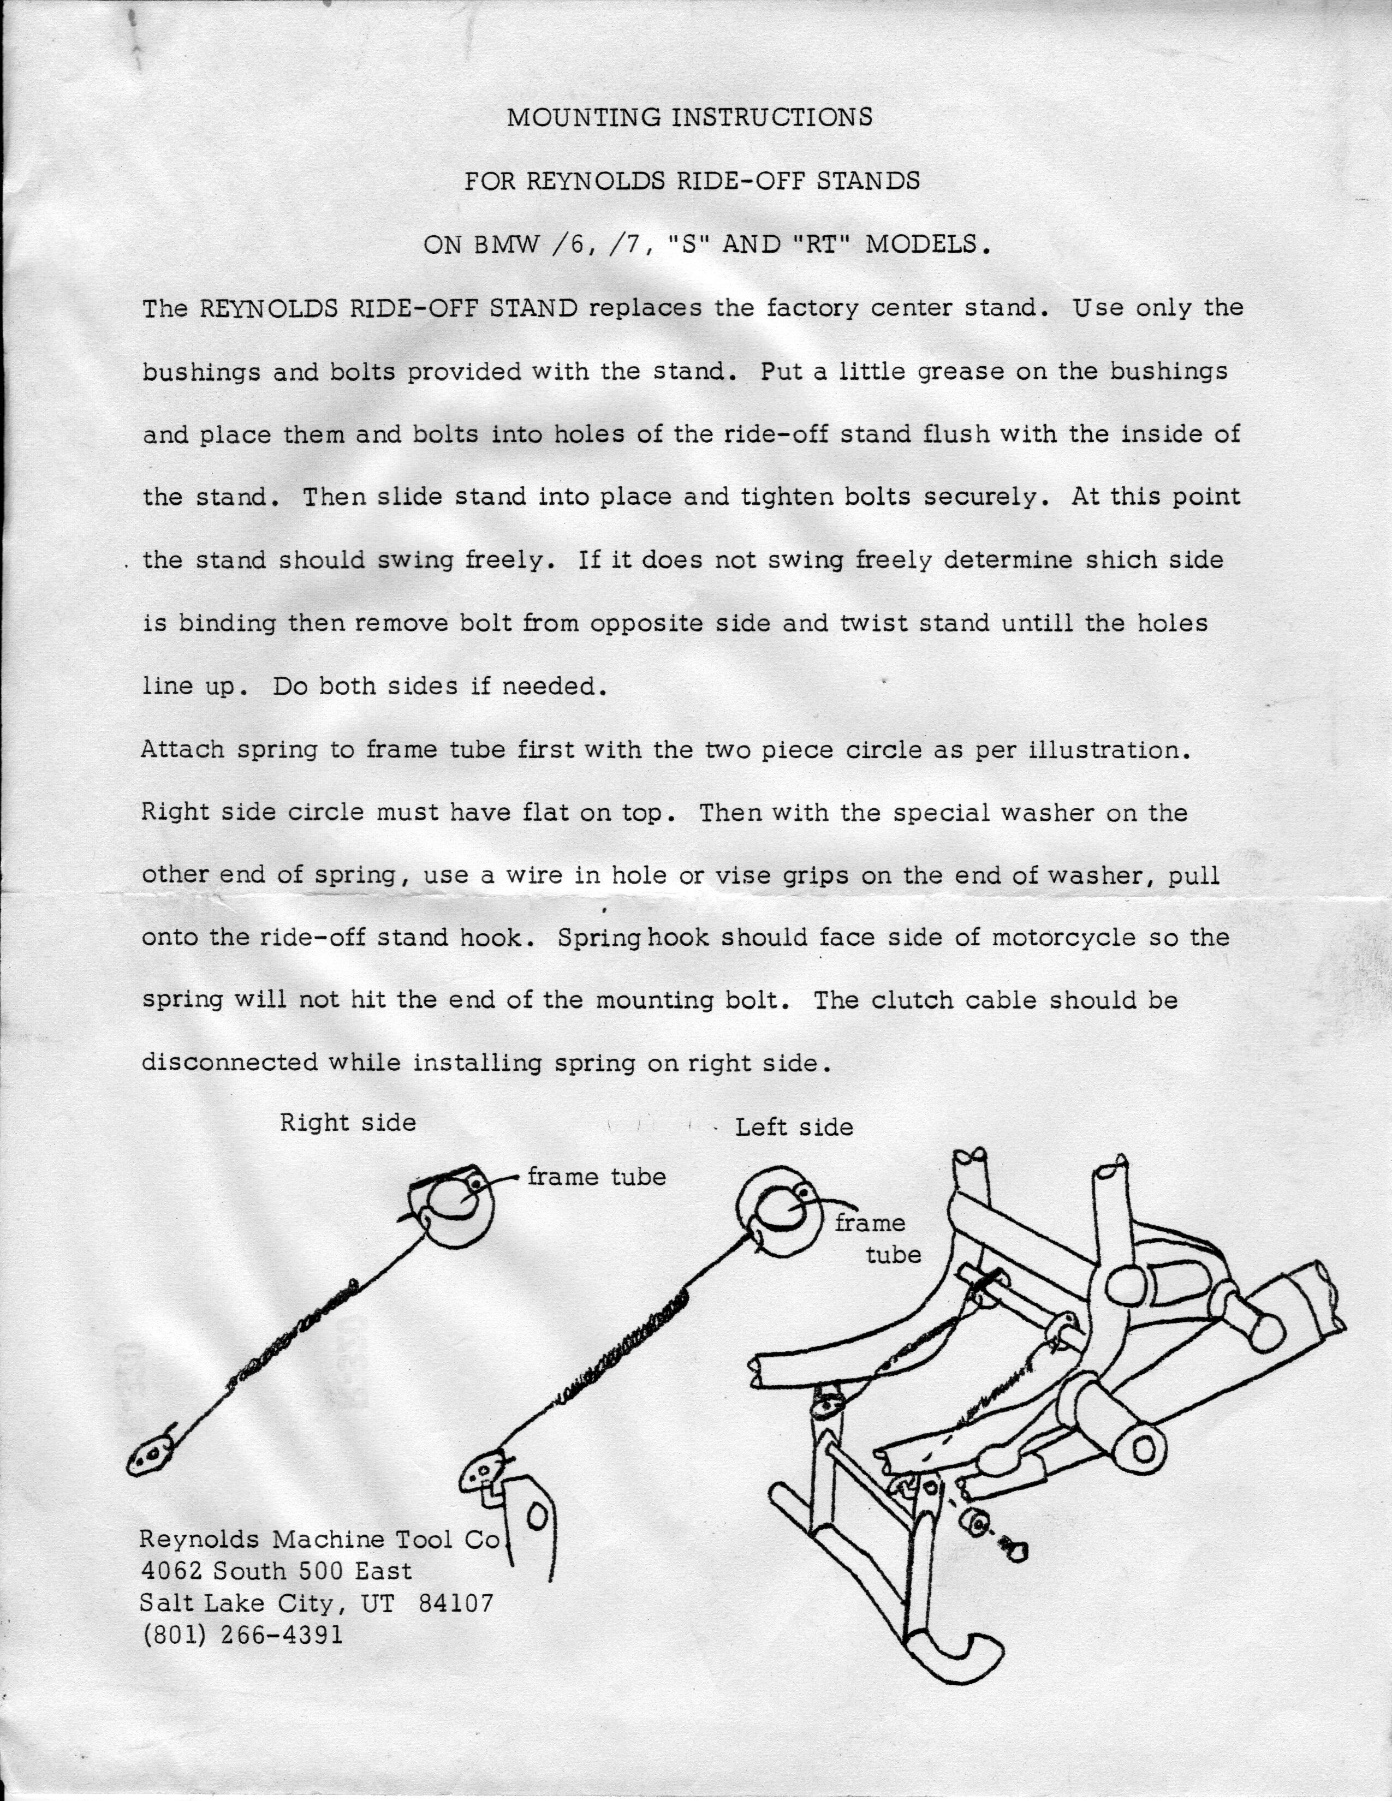 MOUNTING INSTRUCTIONS
FOR REYNOLDS RIDE-OFF STANDS
ON BMW /6, /7, "S" AND "RT" MODELS.
The REYNOLDS RIDE-OFF STAND replaces the factory center stand. Use only the
bushings and bolts provided with the stand. Put a little grease on the bushings
and place them and bolts into holes of the ride-off stand flush with the inside of
the stand. Then slide stand into place and tighten bolts securely. At this point
the stand should swing freely. If it does not swing freely determine shich side
is binding then remove bolt from opposite side and twist stand untill the holes
line up. Do both sides if needed.
Attach spring to frame tube first with the two piece circle as per illustration.
Right side circle must have flat on top. Then with the special washer on the
other end of spring, use a wire in hole or vise grips on the end of washer, pull
onto the ride-off stand hook. Spring hook should face side of motorcycle so the
spring will not hit the end of the mounting bolt. The clutch cable should be
disconnected while installing spring on right side.
Right side
Left side
frame tube
frame
tube
Reynolds Machine Tool Co.
4062 South 500 East
Salt Lake City, UT 84107
(801) 266-4391